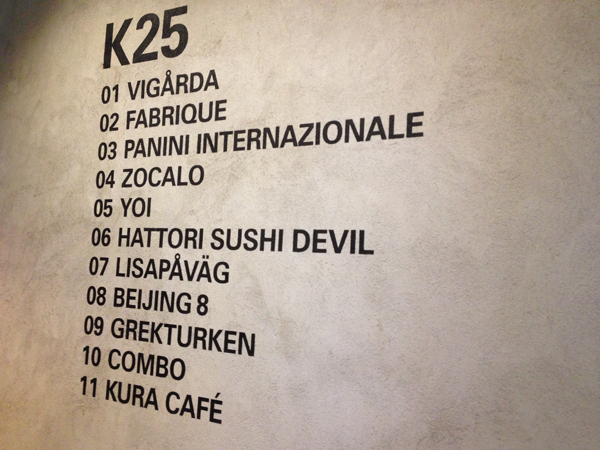 K25
01 VIGÅRDA
02 FABRIQUE
03 PANINI INTERNAZIONALE
04 ZOCALO
05 YOI
06 HATTORI SUSHI DEVIL
07 LISAPÅVÄG
08 BEIJING 8
09 GREKTURKEN
10 COMBO
11 KURA CAFÉ